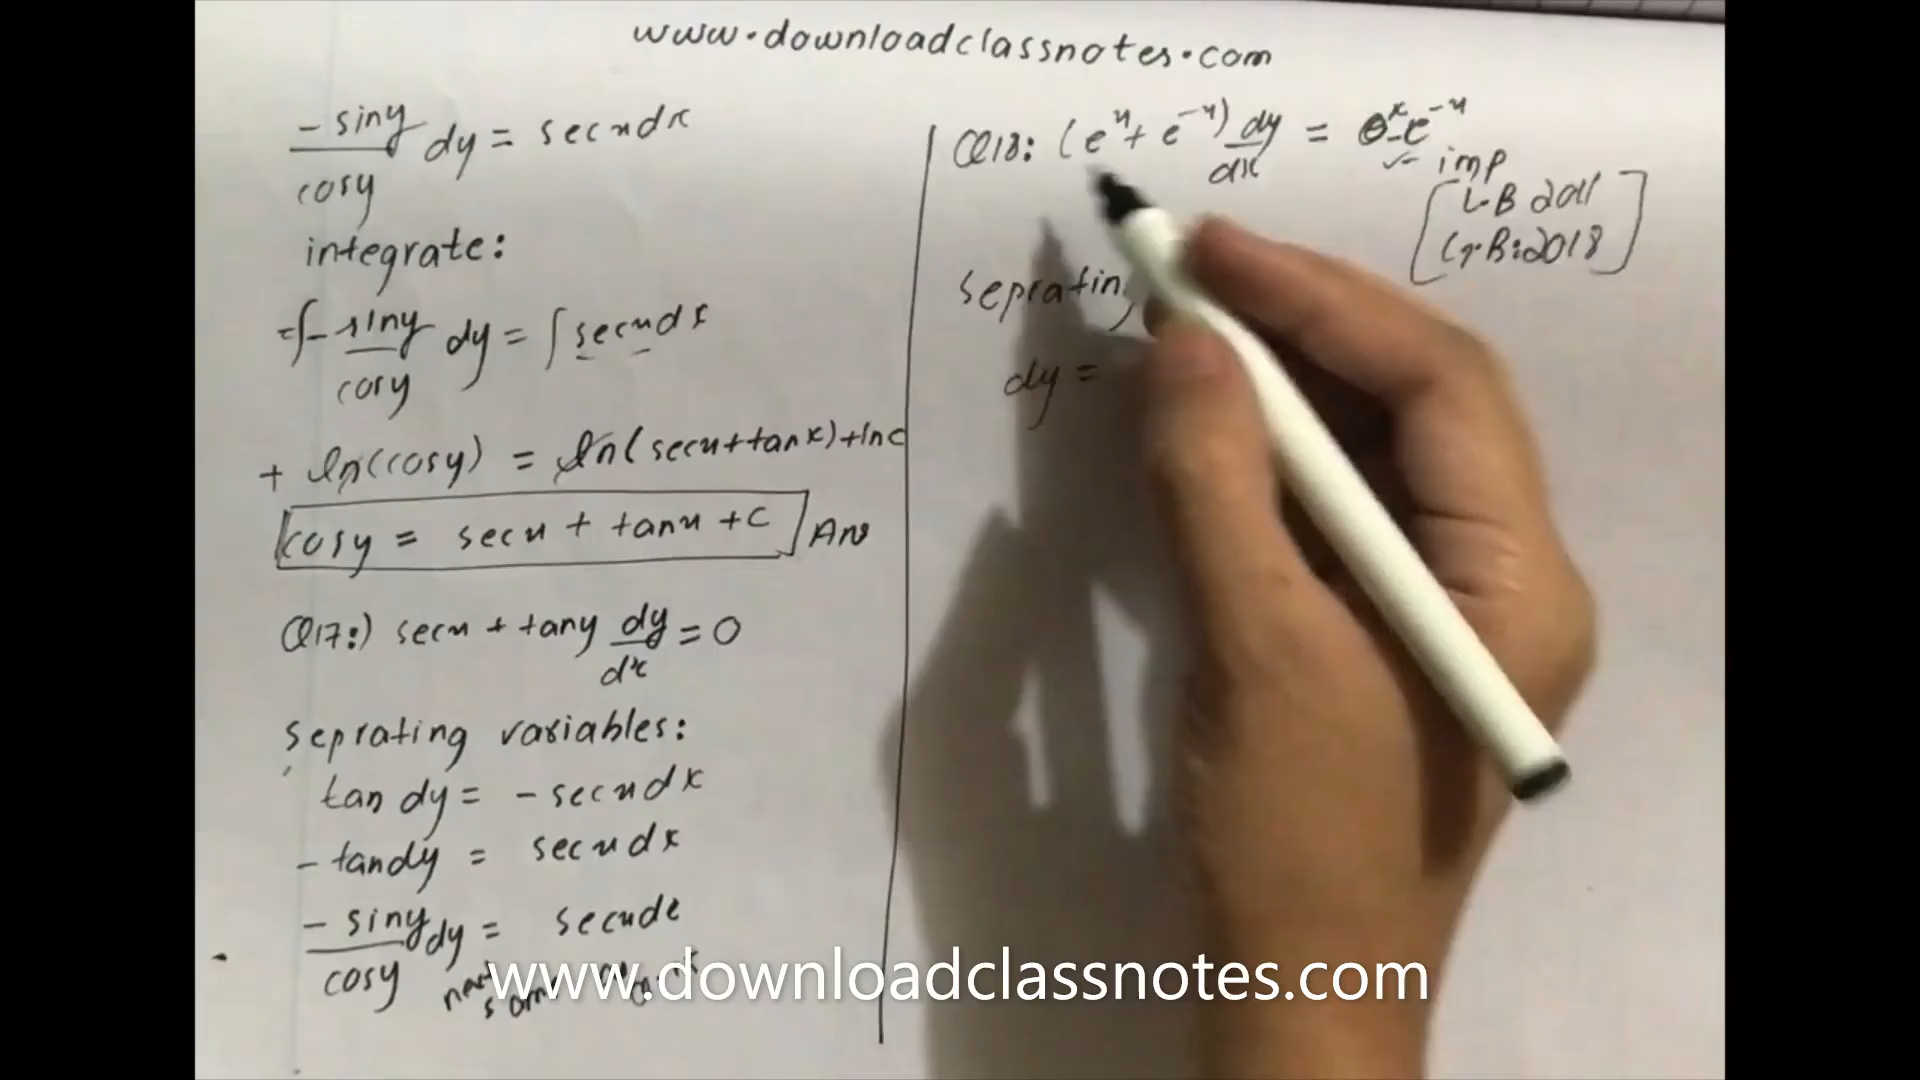 www.downloadclassnotes.com
-siny/cosy dy = secxdx
integrate:
=∫-siny/cosy dy = ∫secxdx
+ ln(cosy) = ln(secx+tanx)+lnc
cosy = secx + tanx +c Ans
Q17:) secx + tany dy/dx = 0
seprating variables:
tan dy = - secxdx
- tandy = secxdx
-siny/cosy dy = secxdx
Q18: (e^x + e^-x) dy/dx = e^x-e^-x
imp
[L-B 2011
G-B:2018]
seprating
dy =
www.downloadclassnotes.com